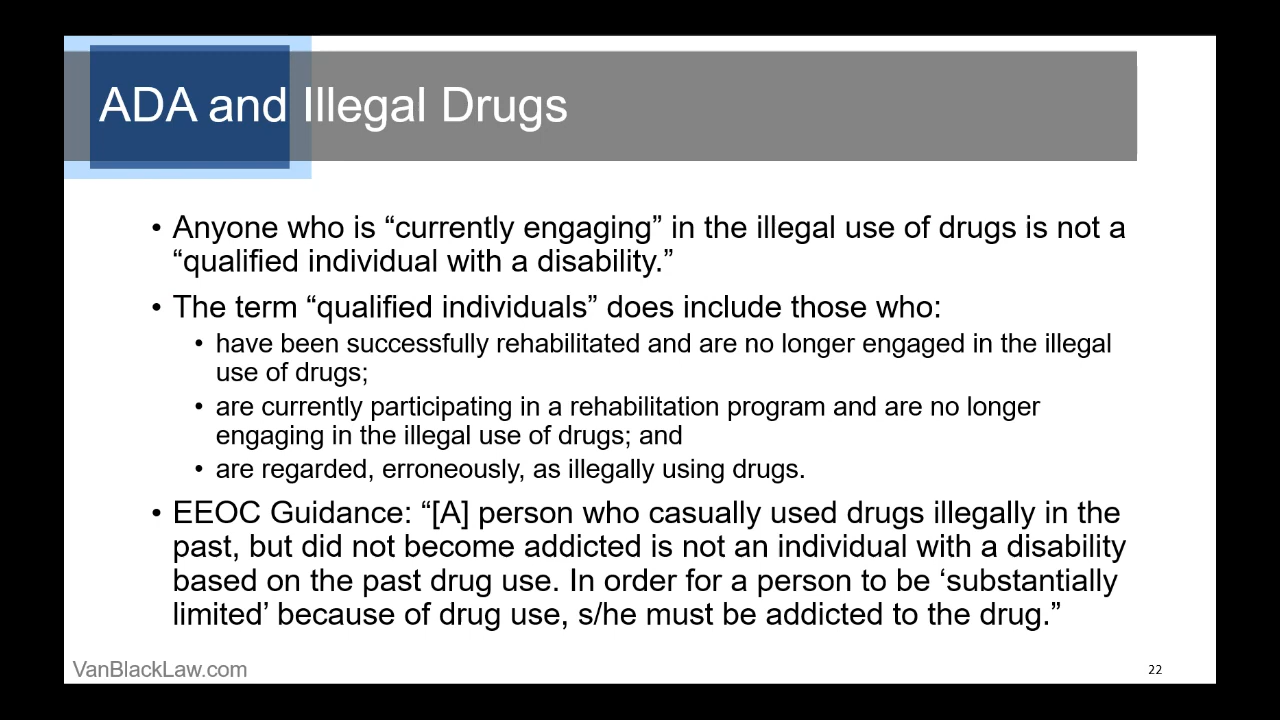 ADA and Illegal Drugs
• Anyone who is “currently engaging” in the illegal use of drugs is not a
“qualified individual with a disability.”
• The term “qualified individuals” does include those who:
• have been successfully rehabilitated and are no longer engaged in the illegal
use of drugs;
• are currently participating in a rehabilitation program and are no longer
engaging in the illegal use of drugs; and
• are regarded, erroneously, as illegally using drugs.
• EEOC Guidance: “[A] person who casually used drugs illegally in the
past, but did not become addicted is not an individual with a disability
based on the past drug use. In order for a person to be ‘substantially
limited’ because of drug use, s/he must be addicted to the drug.”
VanBlackLaw.com
22